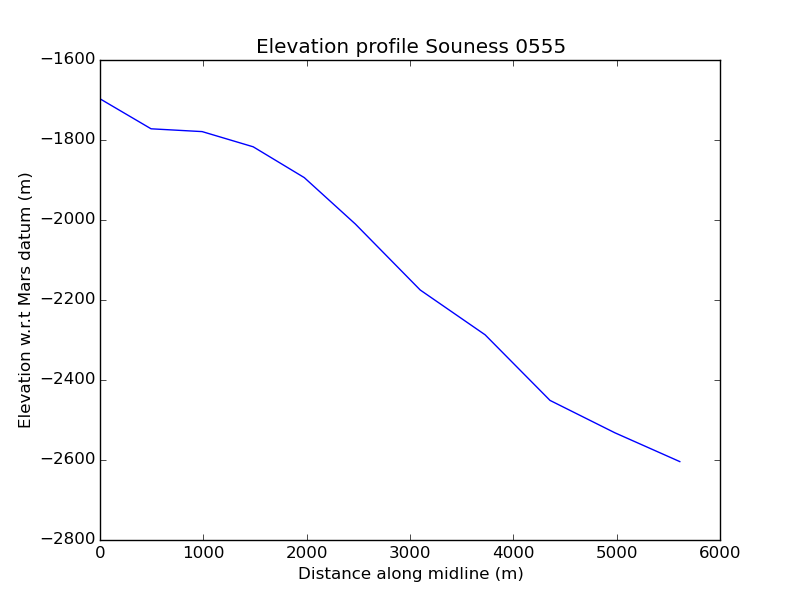 Elevation profile Souness 0555
Elevation w.r.t Mars datum (m)
−1600
−1800
−2000
−2200
−2400
−2600
−2800
0 1000 2000 3000 4000 5000 6000
Distance along midline (m)